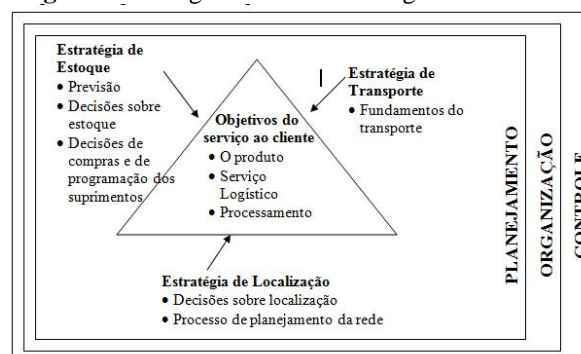 Estratégia de
Estoque
• Previsão
• Decisões sobre
estoque
• Decisões de
compras e de
programação dos
suprimentos
Estratégia de
Transporte
• Fundamentos do
transporte
Objetivos do
serviço ao cliente
• O produto
• Serviço
Logístico
• Processamento
Estratégia de Localização
• Decisões sobre localização
• Processo de planejamento da rede
PLANEJAMENTO
ORGANIZAÇÃO
CONTROLE